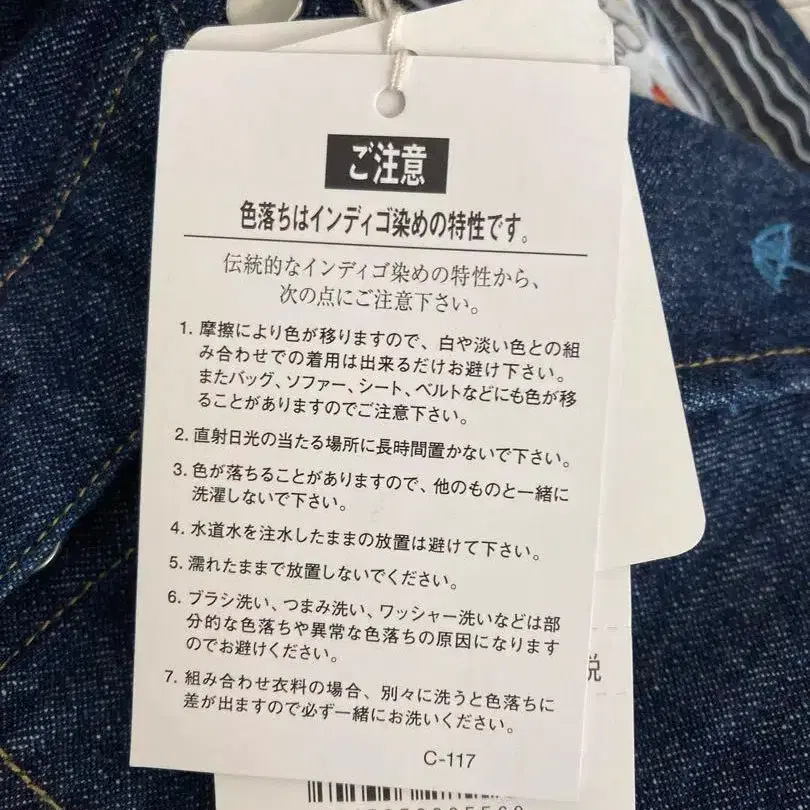 ご注意
色落ちはインディゴ染めの特性です。
伝統的なインディゴ染めの特性から、
次の点にご注意下さい。
1. 摩擦により色が移りますので、白や淡い色との組
み合わせでの着用は出来るだけお避け下さい。
またバッグ、ソファー、シート、ベルトなどにも色が移
ることがありますのでご注意下さい。
2. 直射日光の当たる場所に長時間置かないで下さい。
3. 色が落ちることがありますので、他のものと一緒に
洗濯しないで下さい。
4. 水道水を注水したままの放置は避けて下さい。
5. 濡れたままで放置しないでください。
6. ブラシ洗い、つまみ洗い、ワッシャー洗いなどは部
分的な色落ちや異常な色落ちの原因になります
のでお避けください。
7. 組み合わせ衣料の場合、別々に洗うと色落ちに
差が出ますので必ず一緒にお洗いください。
C-117
税